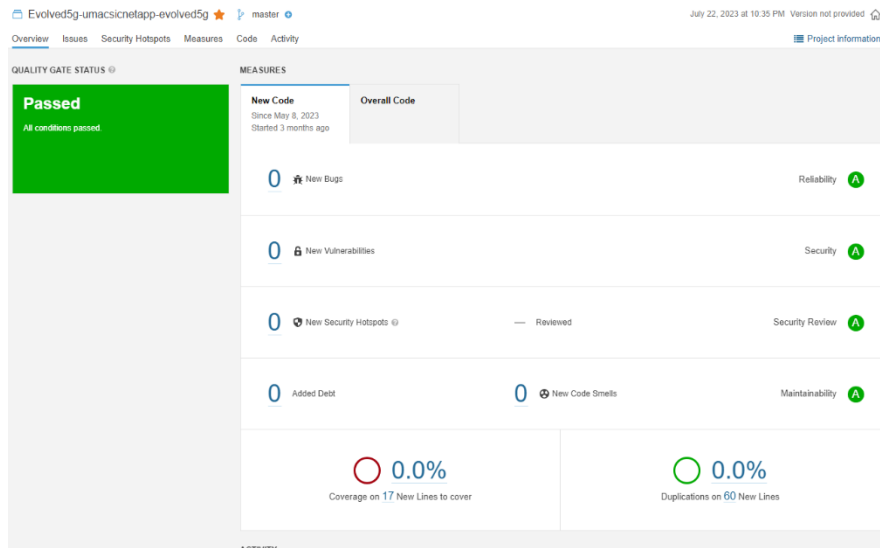 Evolved5g-umacsicnetapp-evolved5g master
July 22, 2023 at 10:35 PM Version not provided
Overview Issues Security Hotspots Measures Code Activity
Project information
QUALITY GATE STATUS
MEASURES
Passed
All conditions passed.
New Code
Since May 8, 2023
Started 3 months ago
Overall Code
0 New Bugs
Reliability A
0 New Vulnerabilities
Security A
0 New Security Hotspots
— Reviewed
Security Review A
0 Added Debt
0 New Code Smells
Maintainability A
0.0%
Coverage on 17 New Lines to cover
0.0%
Duplications on 60 New Lines